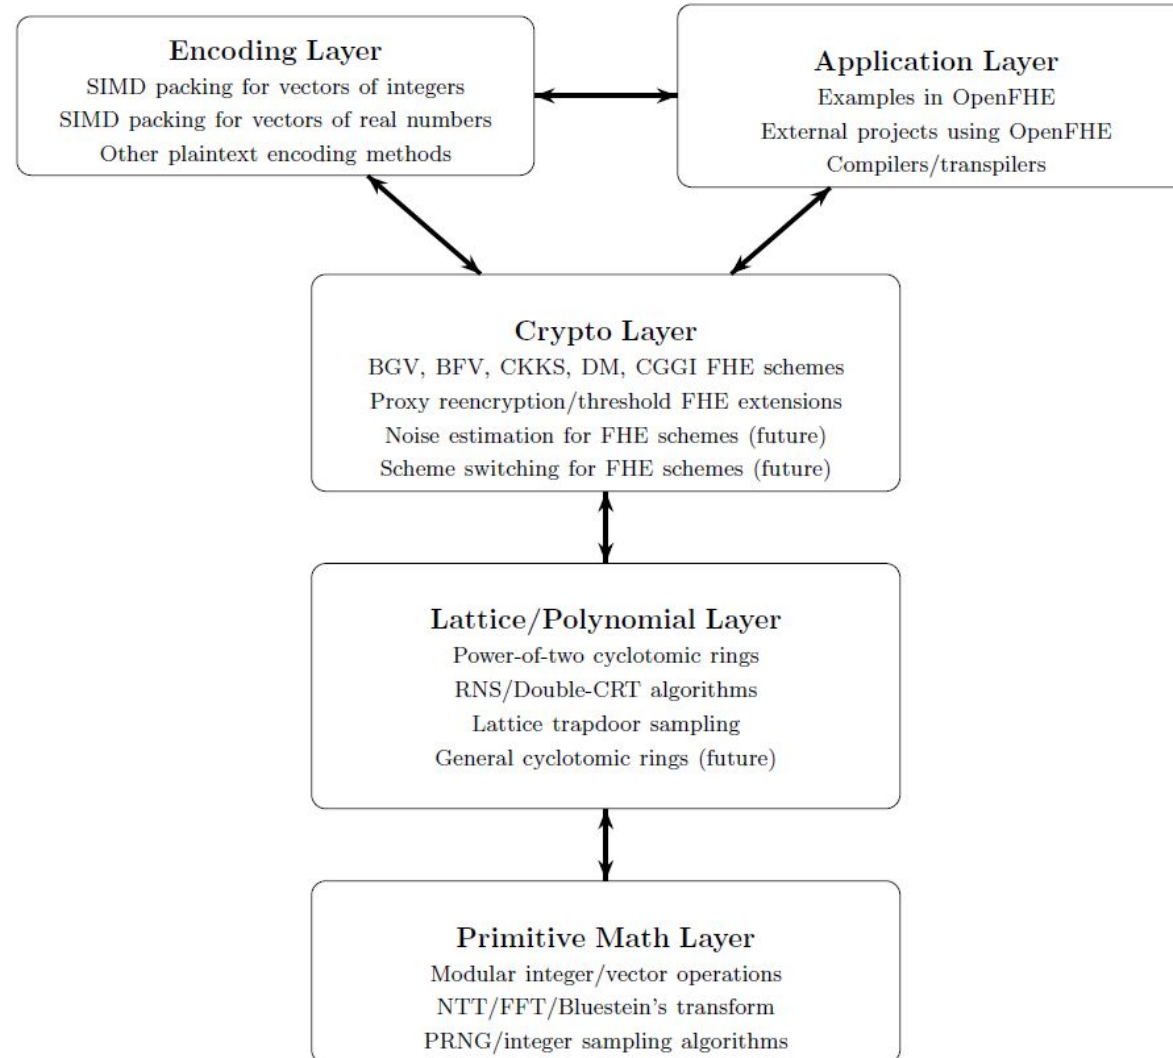 Encoding Layer
SIMD packing for vectors of integers
SIMD packing for vectors of real numbers
Other plaintext encoding methods
Application Layer
Examples in OpenFHE
External projects using OpenFHE
Compilers/transpilers
Crypto Layer
BGV, BFV, CKKS, DM, CGGI FHE schemes
Proxy reencryption/threshold FHE extensions
Noise estimation for FHE schemes (future)
Scheme switching for FHE schemes (future)
Lattice/Polynomial Layer
Power-of-two cyclotomic rings
RNS/Double-CRT algorithms
Lattice trapdoor sampling
General cyclotomic rings (future)
Primitive Math Layer
Modular integer/vector operations
NTT/FFT/Bluestein's transform
PRNG/integer sampling algorithms